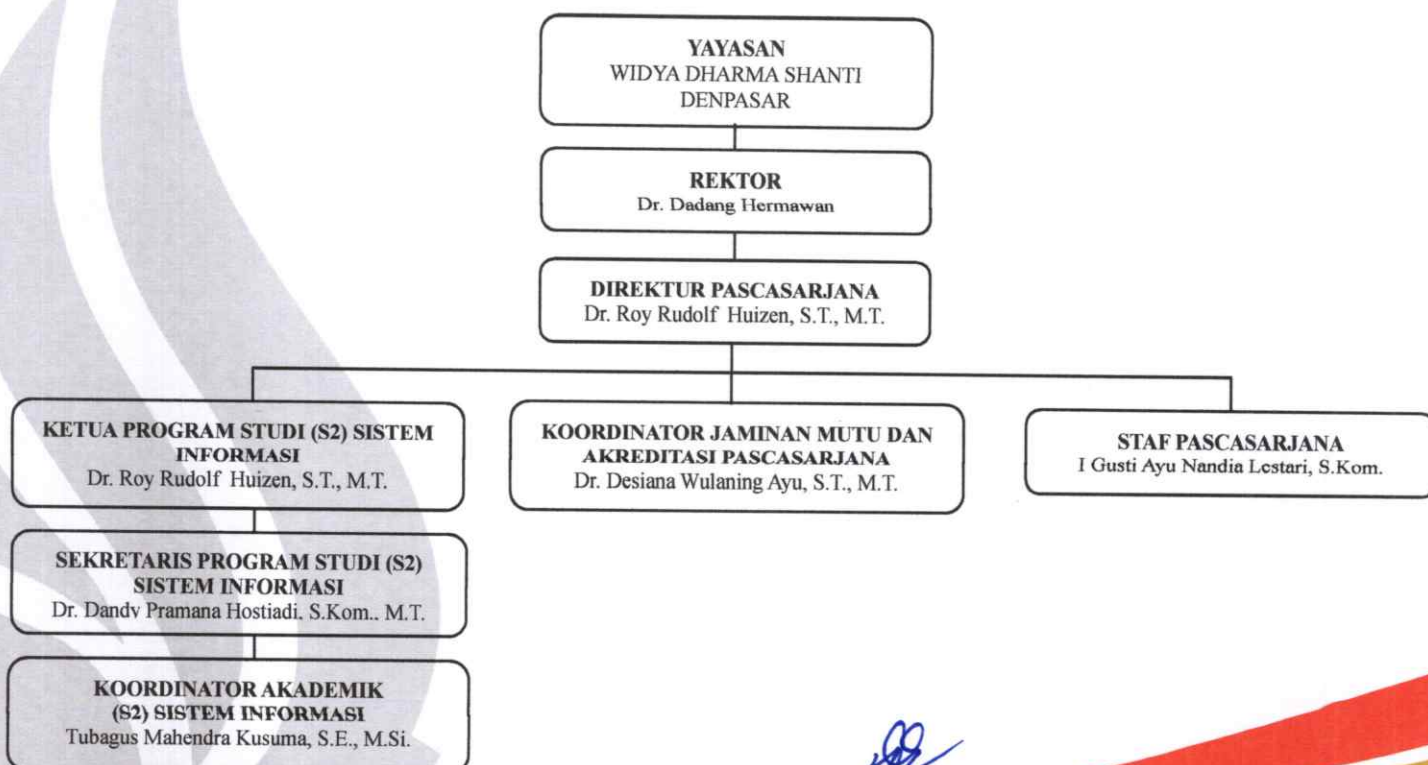 YAYASAN
WIDYA DHARMA SHANTI
DENPASAR
REKTOR
Dr. Dadang Hermawan
DIREKTUR PASCASARJANA
Dr. Roy Rudolf Huizen, S.T., M.T.
KETUA PROGRAM STUDI (S2) SISTEM
INFORMASI
Dr. Roy Rudolf Huizen, S.T., M.T.
KOORDINATOR JAMINAN MUTU DAN
AKREDITASI PASCASARJANA
Dr. Desiana Wulaning Ayu, S.T., M.T.
STAF PASCASARJANA
I Gusti Ayu Nandia Lestari, S.Kom.
SEKRETARIS PROGRAM STUDI (S2)
SISTEM INFORMASI
Dr. Dandy Pramana Hostiadi, S.Kom., M.T.
KOORDINATOR AKADEMIK
(S2) SISTEM INFORMASI
Tubagus Mahendra Kusuma, S.E., M.Si.